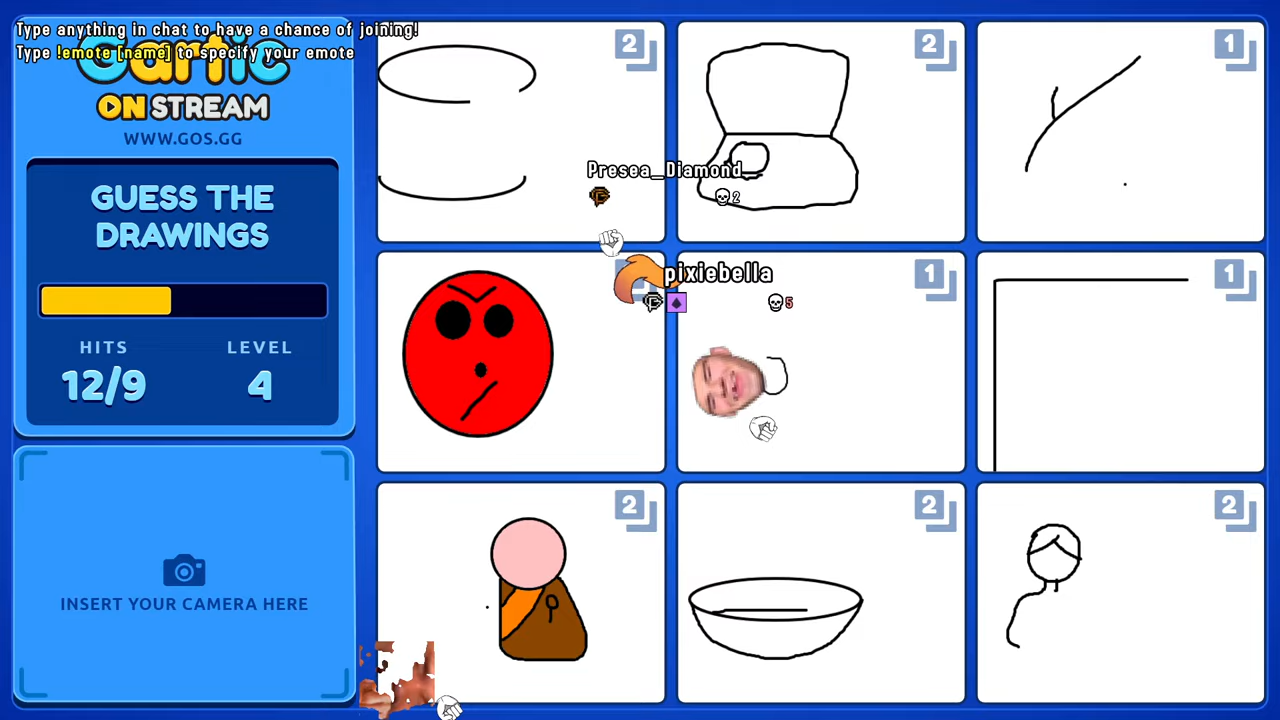 Type anything in chat to have a chance of joining!
Type !emote [name] to specify your emote
Gartic
ON STREAM
WWW.GOS.GG
GUESS THE
DRAWINGS
HITS
LEVEL
12/9
4
INSERT YOUR CAMERA HERE
2
2
1
Presea_Diamond_
2
pixiebella
5
1
1
2
2
2